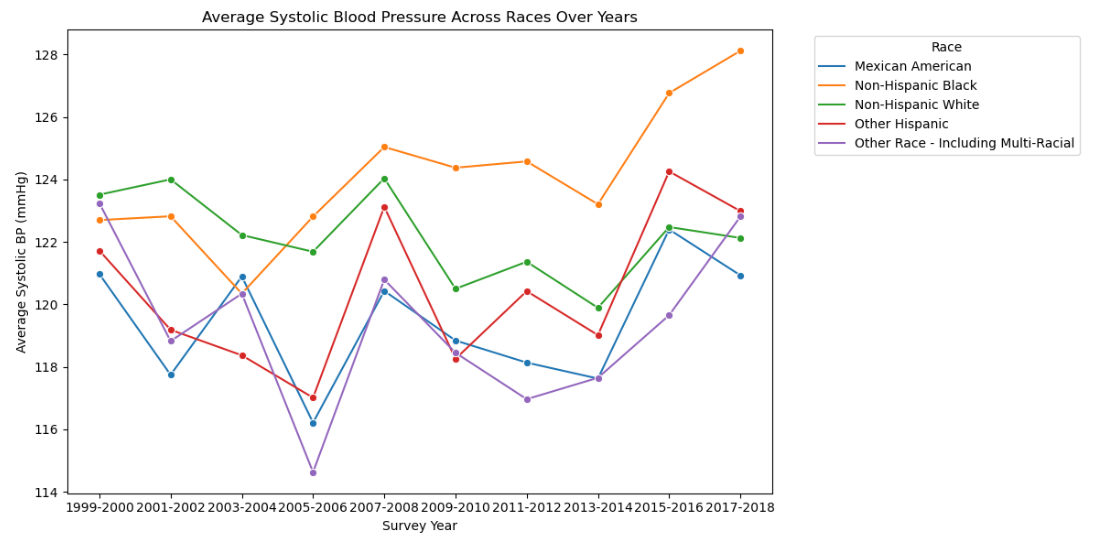 Average Systolic Blood Pressure Across Races Over Years
Average Systolic BP (mmHg)
128
126
124
122
120
118
116
114
1999-2000 2001-2002 2003-2004 2005-2006 2007-2008 2009-2010 2011-2012 2013-2014 2015-2016 2017-2018
Survey Year
Race
Mexican American
Non-Hispanic Black
Non-Hispanic White
Other Hispanic
Other Race - Including Multi-Racial